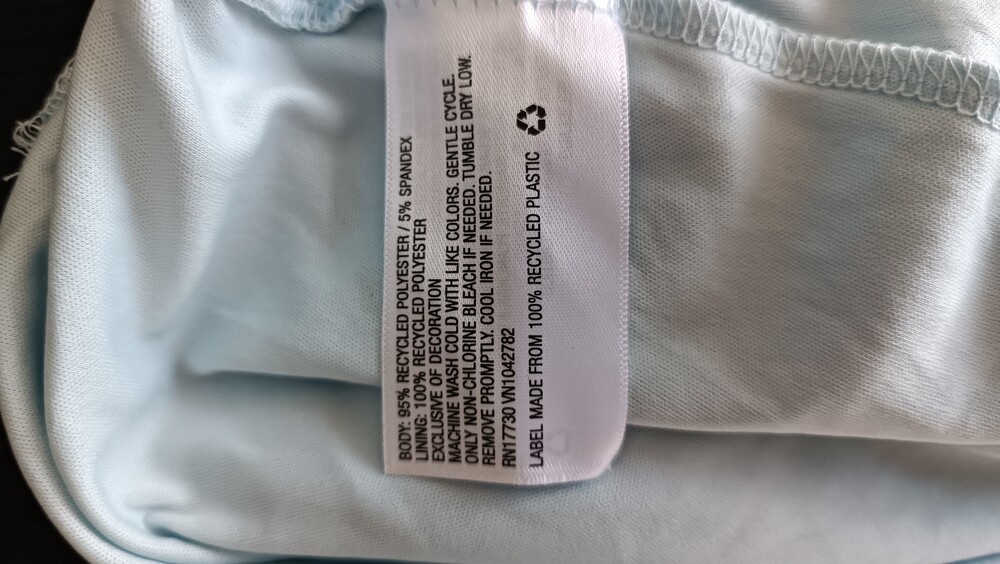 BODY: 95% RECYCLED POLYESTER / 5% SPANDEX
LINING: 100% RECYCLED POLYESTER
EXCLUSIVE OF DECORATION
MACHINE WASH COLD WITH LIKE COLORS. GENTLE CYCLE.
ONLY NON-CHLORINE BLEACH IF NEEDED. TUMBLE DRY LOW.
REMOVE PROMPTLY. COOL IRON IF NEEDED.
RN17730 VN1042782
LABEL MADE FROM 100% RECYCLED PLASTIC